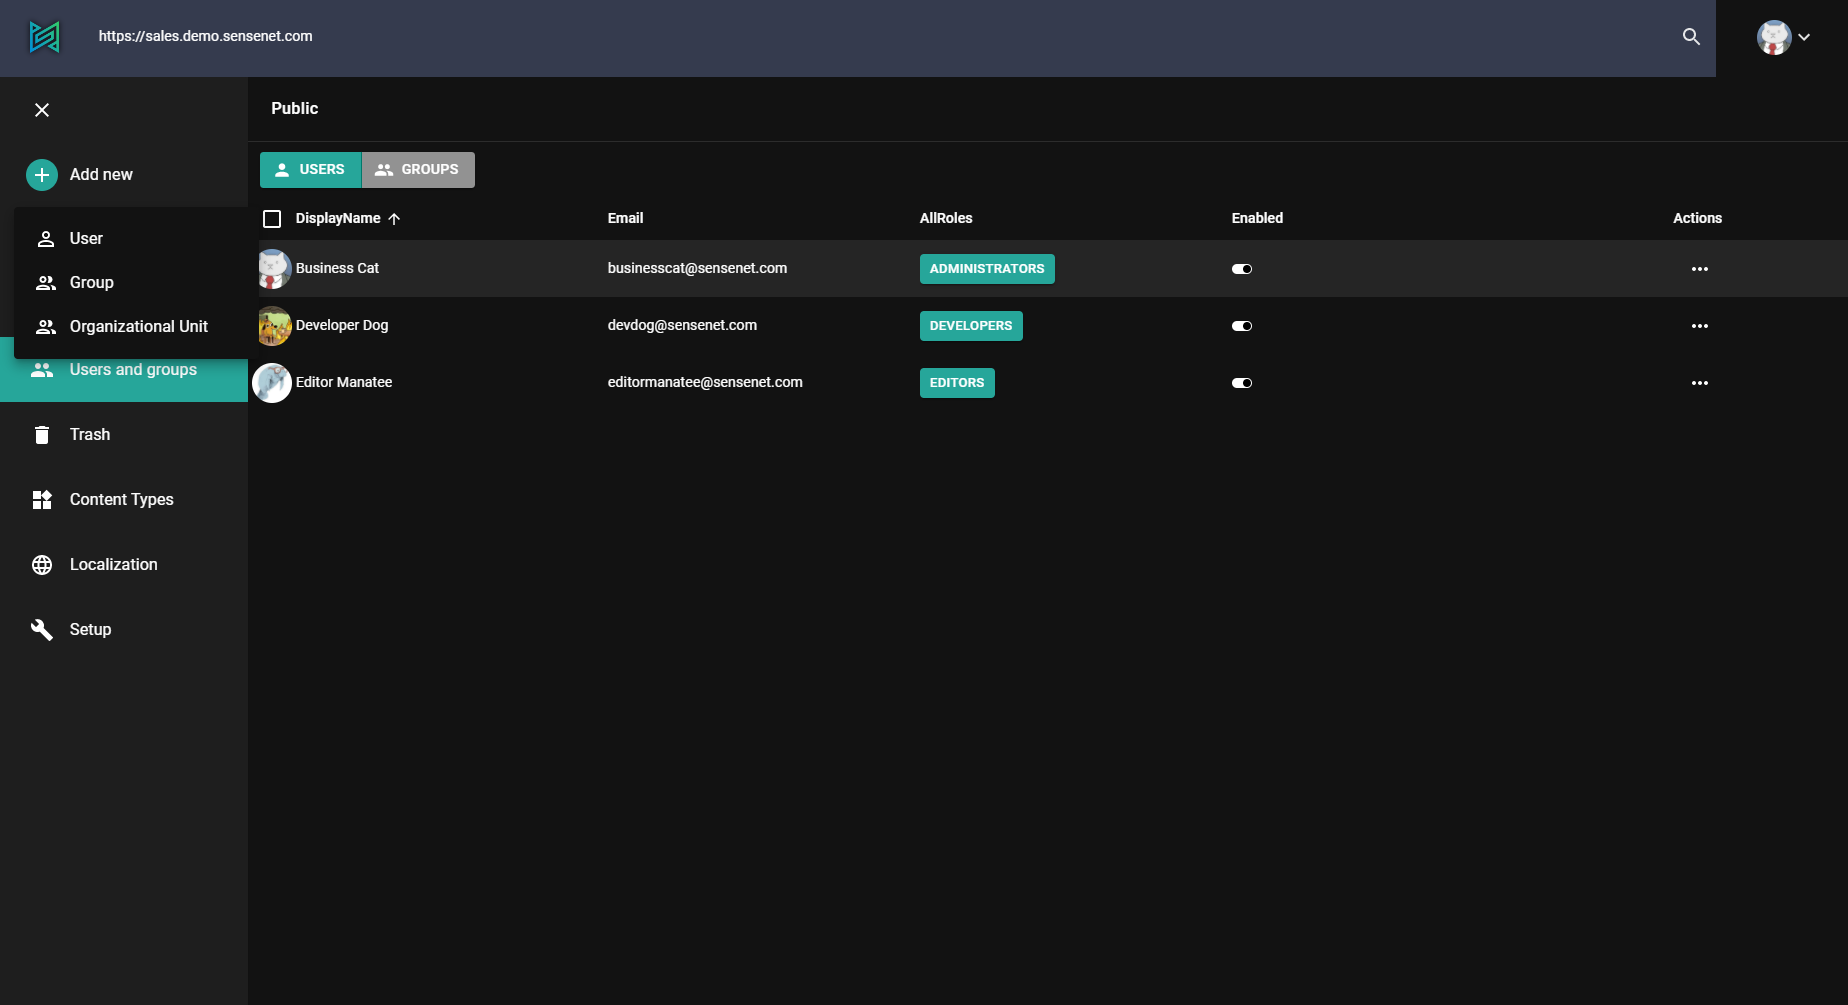 https://sales.demo.sensenet.com
Public
Add new
USERS
GROUPS
DisplayName
Email
AllRoles
Enabled
Actions
User
Group
Organizational Unit
Users and groups
Trash
Content Types
Localization
Setup
Business Cat
businesscat@sensenet.com
ADMINISTRATORS
Developer Dog
devdog@sensenet.com
DEVELOPERS
Editor Manatee
editormanatee@sensenet.com
EDITORS